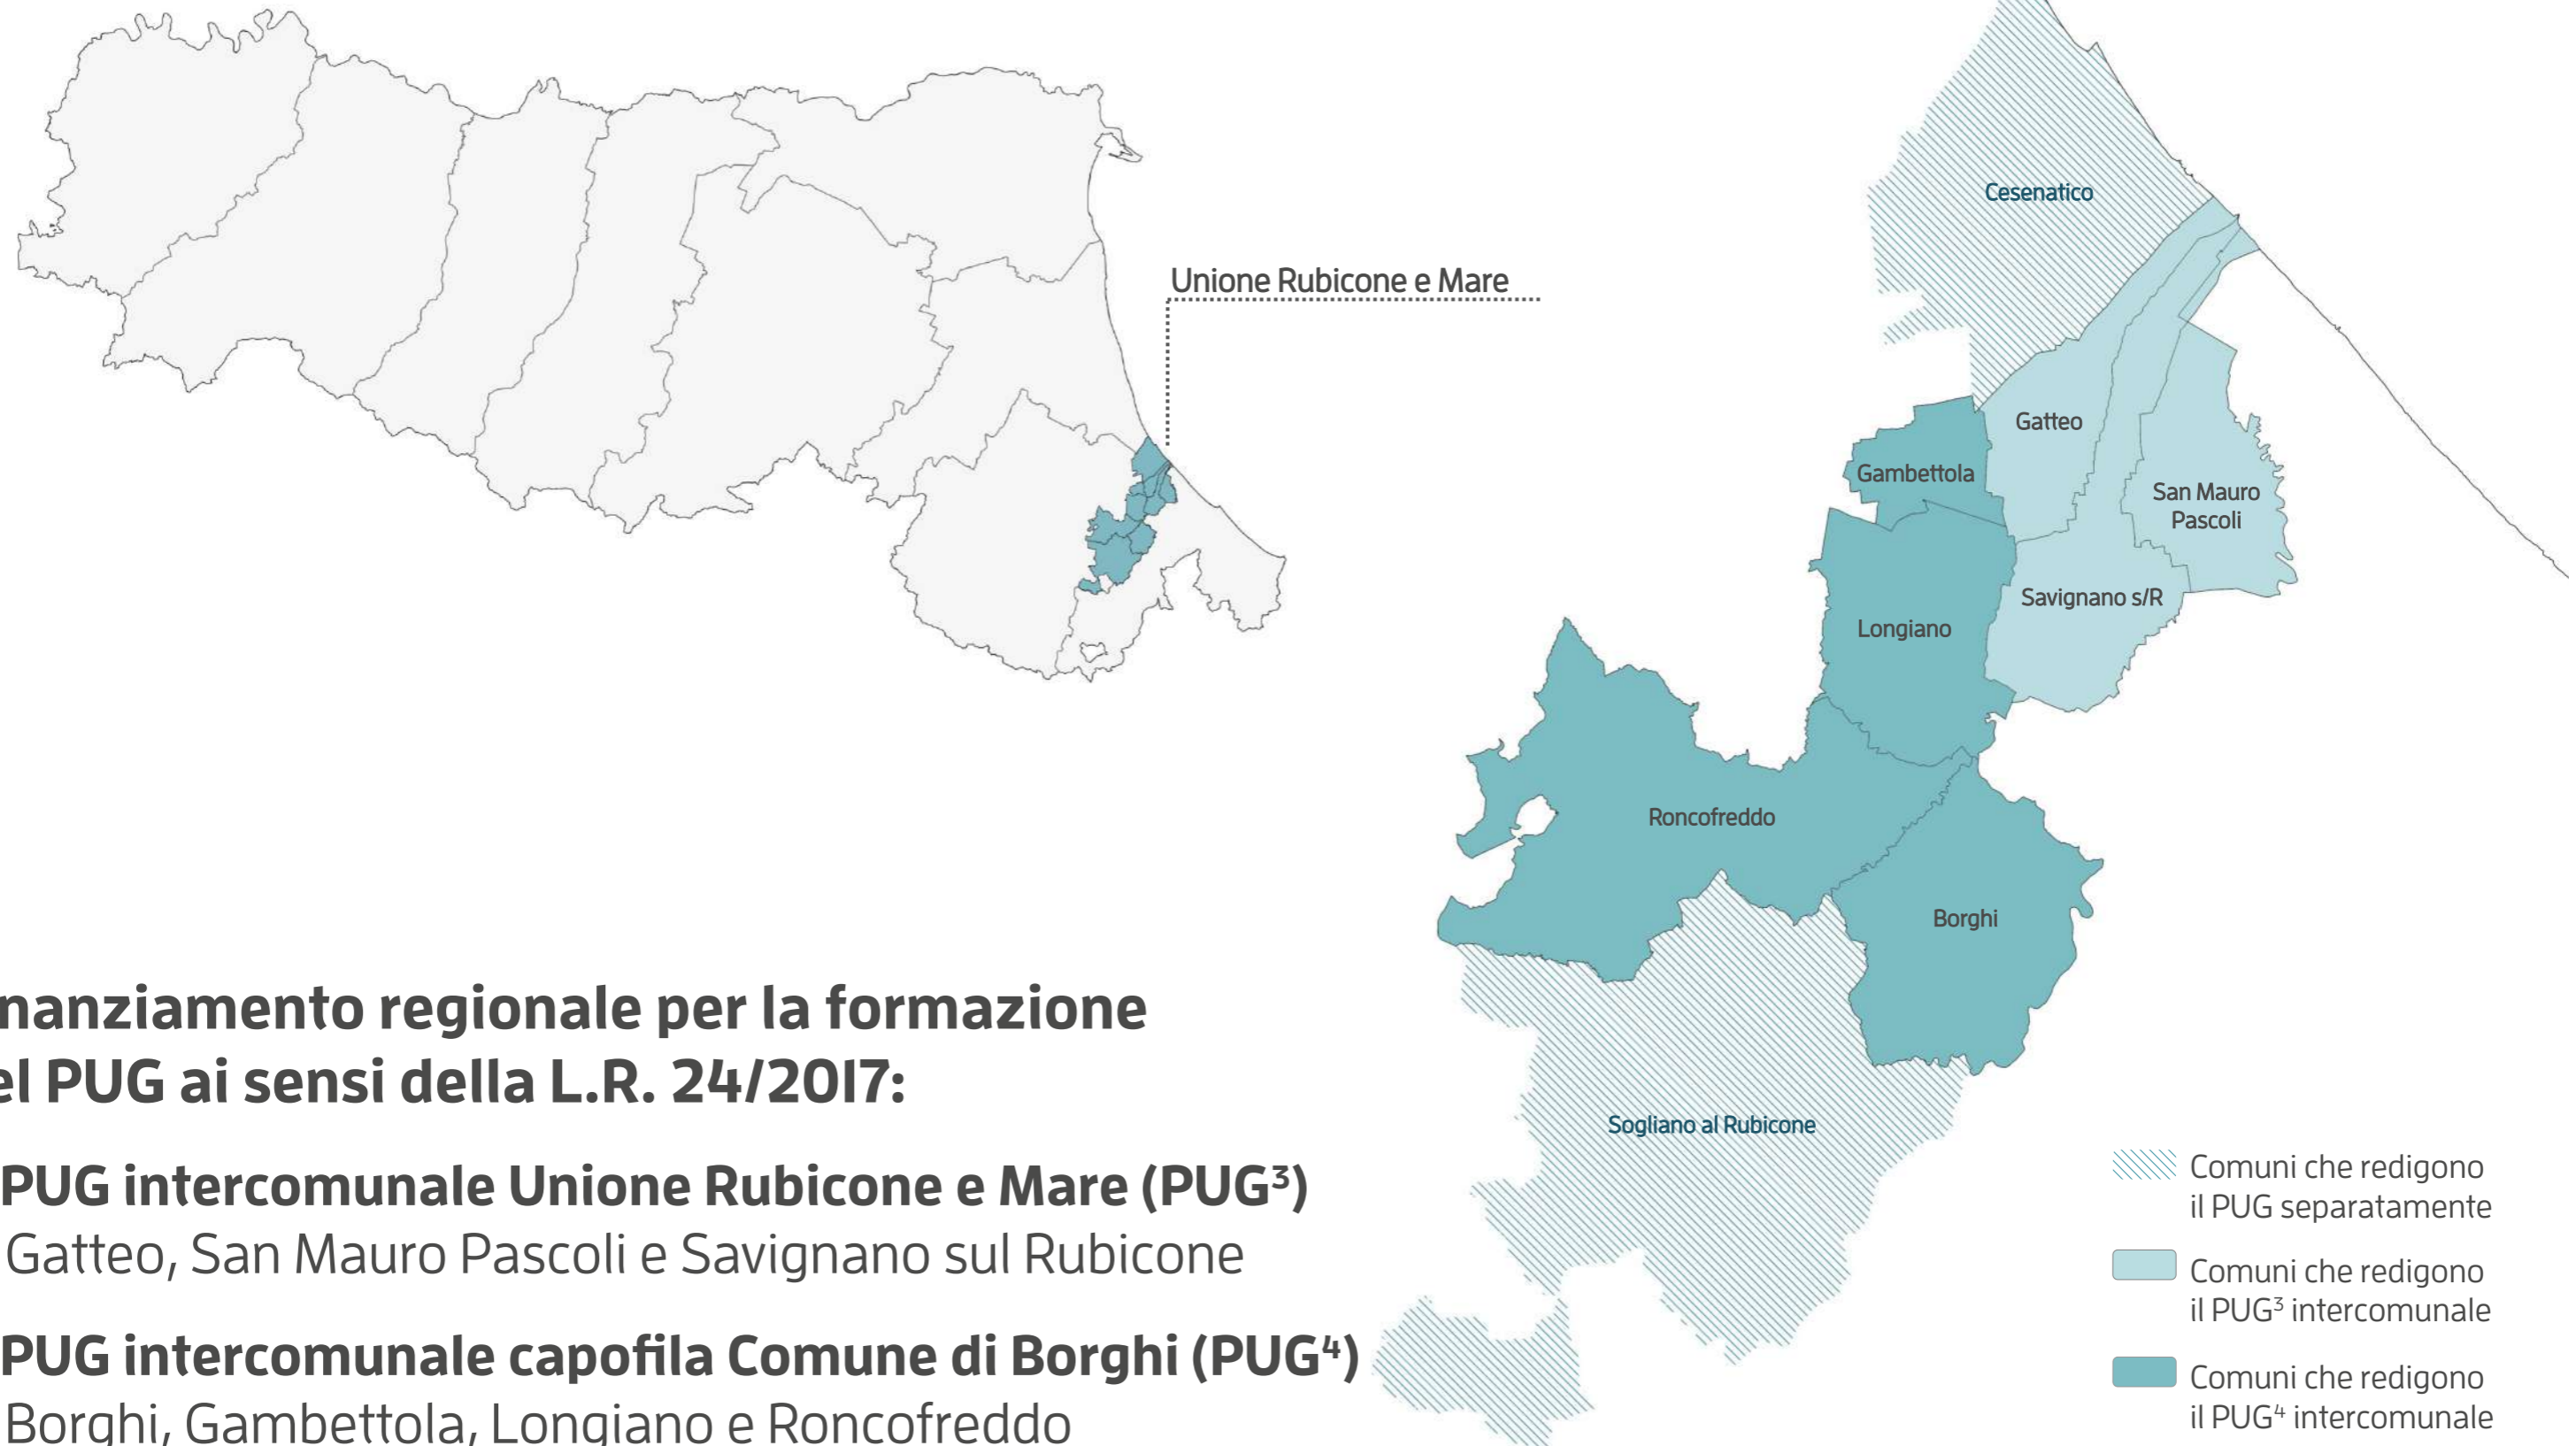 Unione Rubicone e Mare
Cesenatico
Gatteo
Gambettola
San Mauro
Pascoli
Savignano s/R
Longiano
Roncofreddo
Borghi
Sogliano al Rubicone
nanziamento regionale per la formazione
el PUG ai sensi della L.R. 24/2017:
PUG intercomunale Unione Rubicone e Mare (PUG³)
Gatteo, San Mauro Pascoli e Savignano sul Rubicone
PUG intercomunale capofila Comune di Borghi (PUG⁴)
Borghi, Gambettola, Longiano e Roncofreddo
Comuni che redigono
il PUG separatamente
Comuni che redigono
il PUG³ intercomunale
Comuni che redigono
il PUG⁴ intercomunale